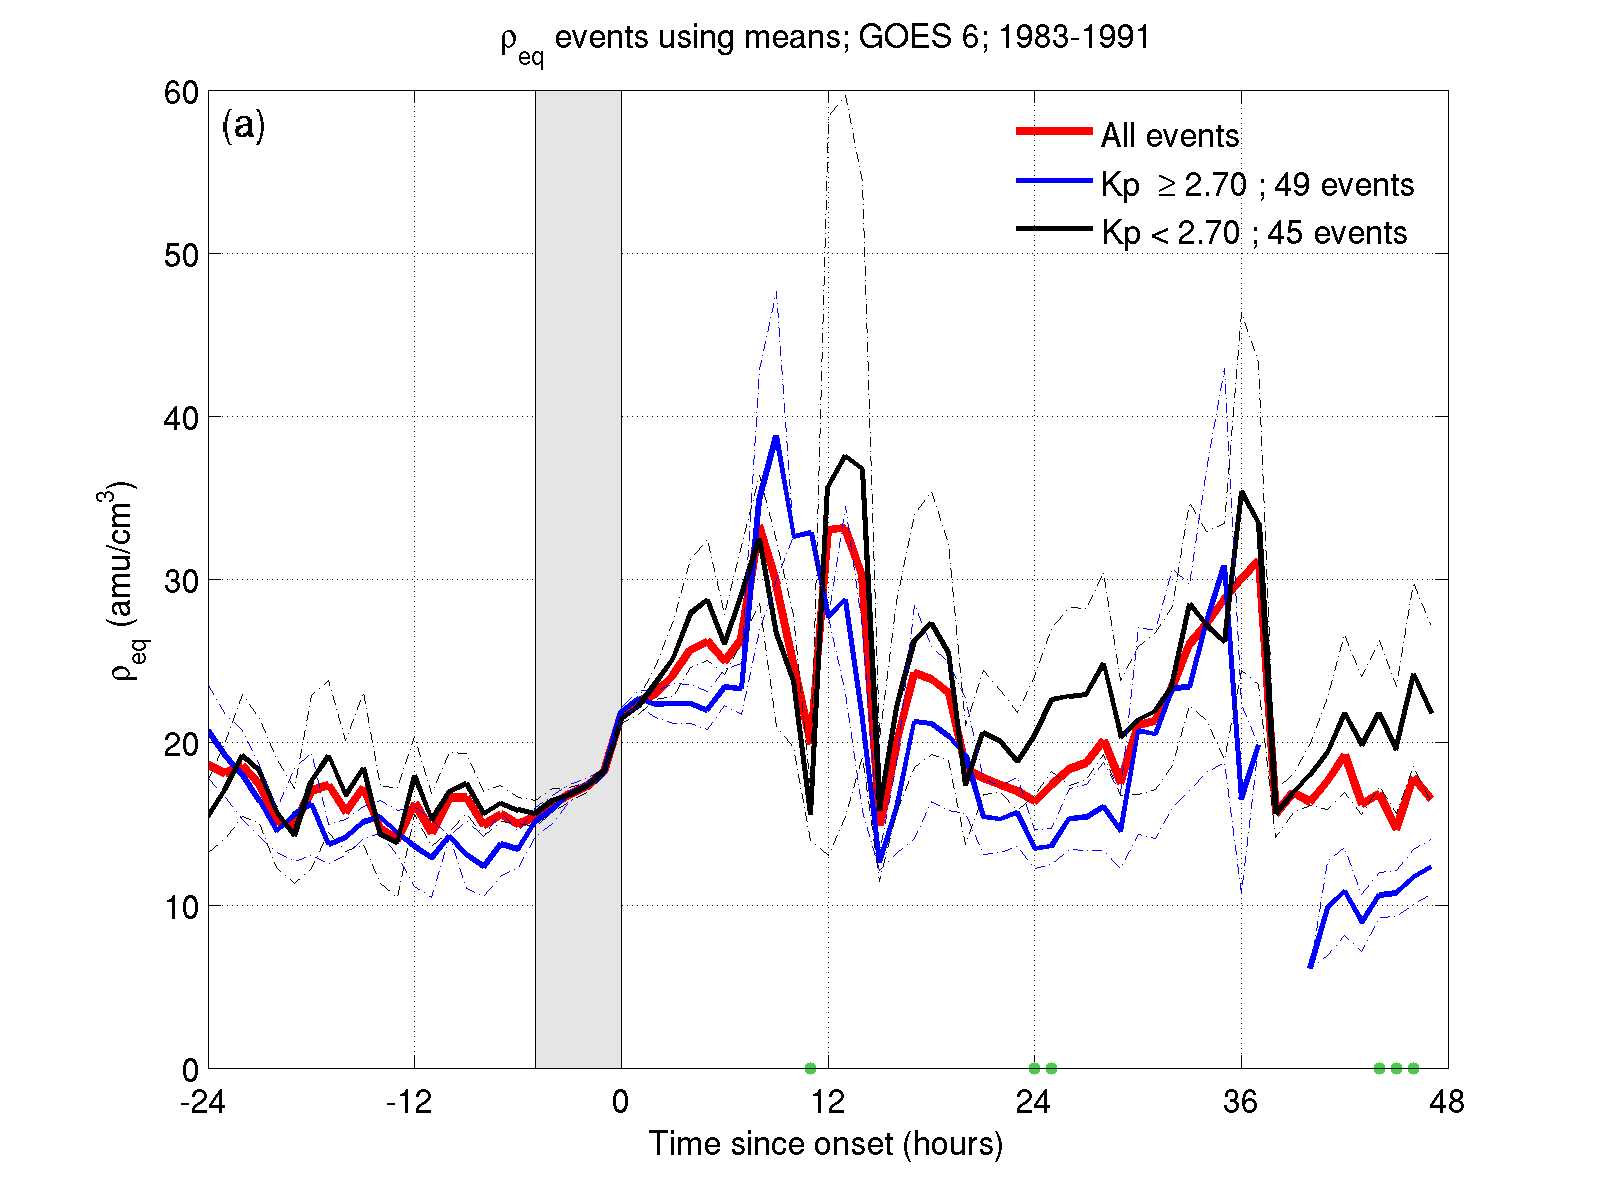 ρeq events using means; GOES 6; 1983-1991
(a)
All events
Kp ≥ 2.70 ; 49 events
Kp < 2.70 ; 45 events
60
50
40
30
20
10
0
ρeq (amu/cm³)
-24 -12 0 12 24 36 48
Time since onset (hours)